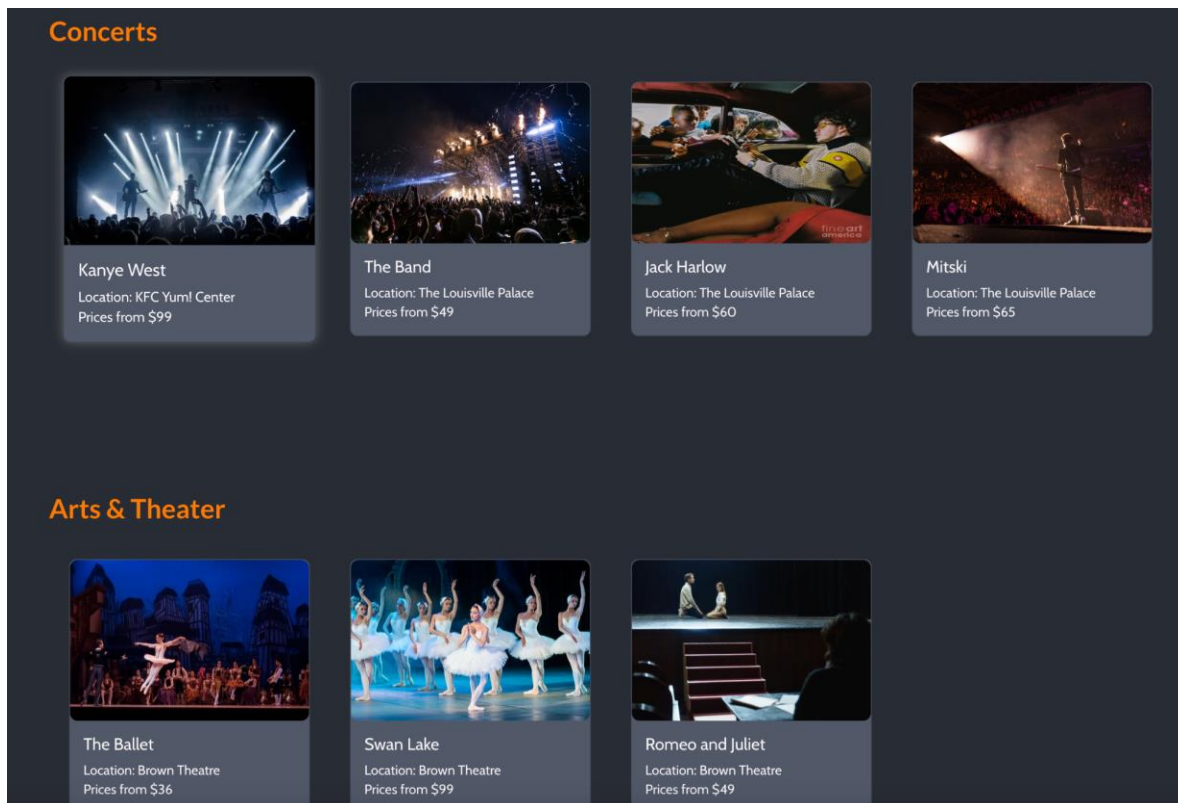 Concerts
Kanye West
Location: KFC Yum! Center
Prices from $99
The Band
Location: The Louisville Palace
Prices from $49
Jack Harlow
Location: The Louisville Palace
Prices from $60
fine art
america
Mitski
Location: The Louisville Palace
Prices from $65
Arts & Theater
The Ballet
Location: Brown Theatre
Prices from $36
Swan Lake
Location: Brown Theatre
Prices from $99
Romeo and Juliet
Location: Brown Theatre
Prices from $49